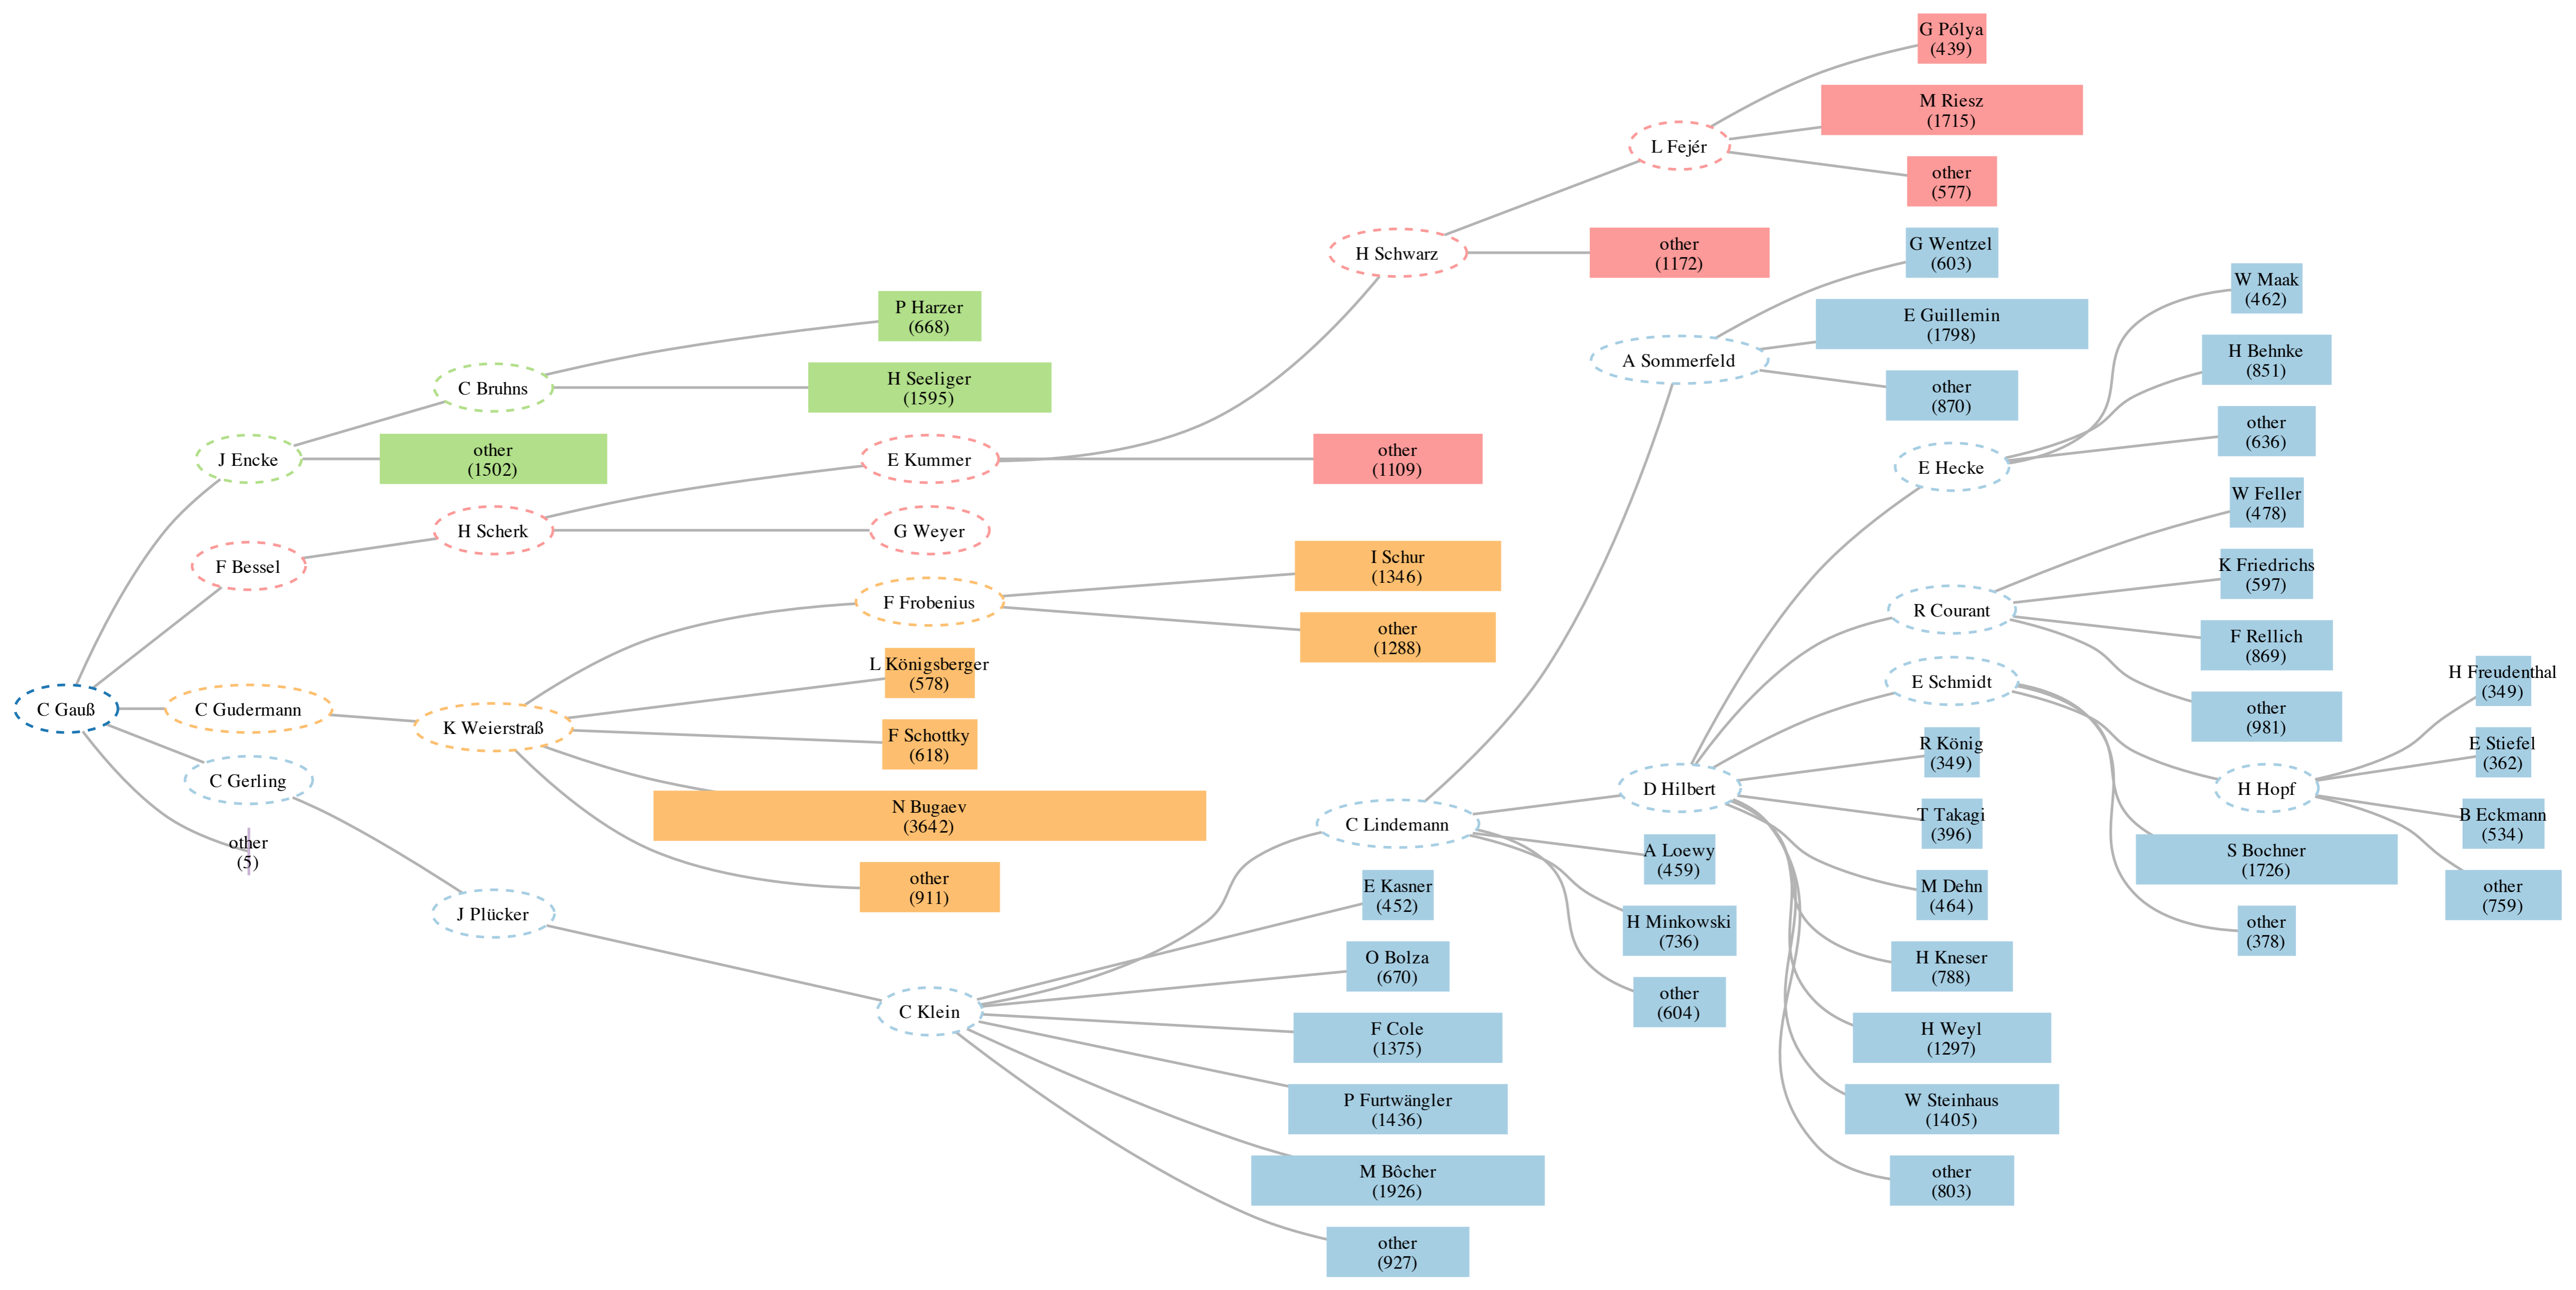 G Pólya
(439)
M Riesz
(1715)
L Fejér
other
(577)
H Schwarz
other
(1172)
G Wentzel
(603)
E Guillemin
(1798)
A Sommerfeld
other
(870)
W Maak
(462)
H Behnke
(851)
other
(636)
E Hecke
P Harzer
(668)
H Seeliger
(1595)
C Bruhns
J Encke
other
(1502)
E Kummer
other
(1109)
H Scherk
G Weyer
F Bessel
W Feller
(478)
K Friedrichs
(597)
R Courant
F Rellich
(869)
other
(981)
I Schur
(1346)
F Frobenius
other
(1288)
L Königsberger
(578)
F Schottky
(618)
C Gauß
C Gudermann
K Weierstraß
N Bugaev
(3642)
other
(911)
C Gerling
other
(5)
J Plücker
C Klein
C Lindemann
D Hilbert
E Schmidt
H Hopf
H Freudenthal
(349)
E Stiefel
(362)
B Eckmann
(534)
other
(759)
S Bochner
(1726)
other
(378)
R König
(349)
T Takagi
(396)
M Dehn
(464)
H Kneser
(788)
H Weyl
(1297)
W Steinhaus
(1405)
other
(803)
A Loewy
(459)
H Minkowski
(736)
other
(604)
E Kasner
(452)
O Bolza
(670)
F Cole
(1375)
P Furtwängler
(1436)
M Bôcher
(1926)
other
(927)